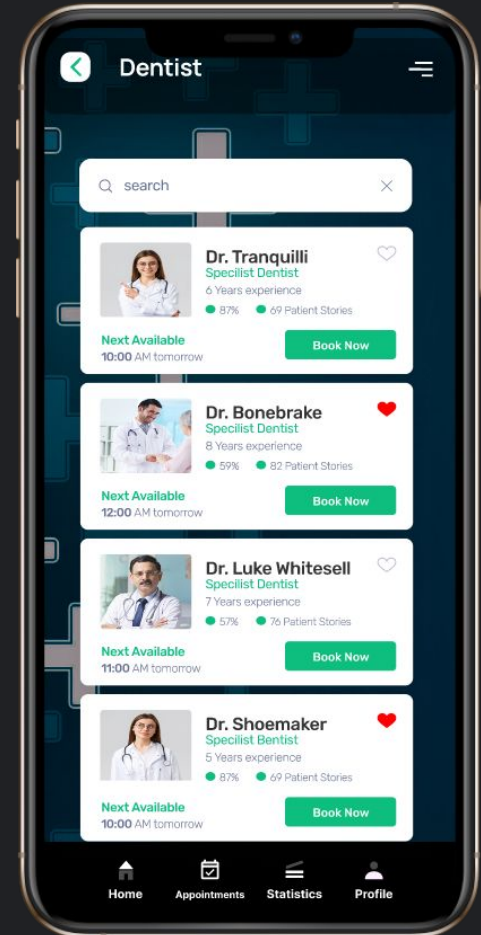 Dentist
search
Dr. Tranquilli
Specilist Dentist
6 Years experience
87% 69 Patient Stories
Next Available
10:00 AM tomorrow
Book Now
Dr. Bonebrake
Specilist Dentist
8 Years experience
59% 82 Patient Stories
Next Available
12:00 AM tomorrow
Book Now
Dr. Luke Whitesell
Specilist Dentist
7 Years experience
57% 76 Patient Stories
Next Available
11:00 AM tomorrow
Book Now
Dr. Shoemaker
Specilist Bentist
5 Years experience
87% 69 Patient Stories
Next Available
10:00 AM tomorrow
Book Now
Home Appointments Statistics Profile